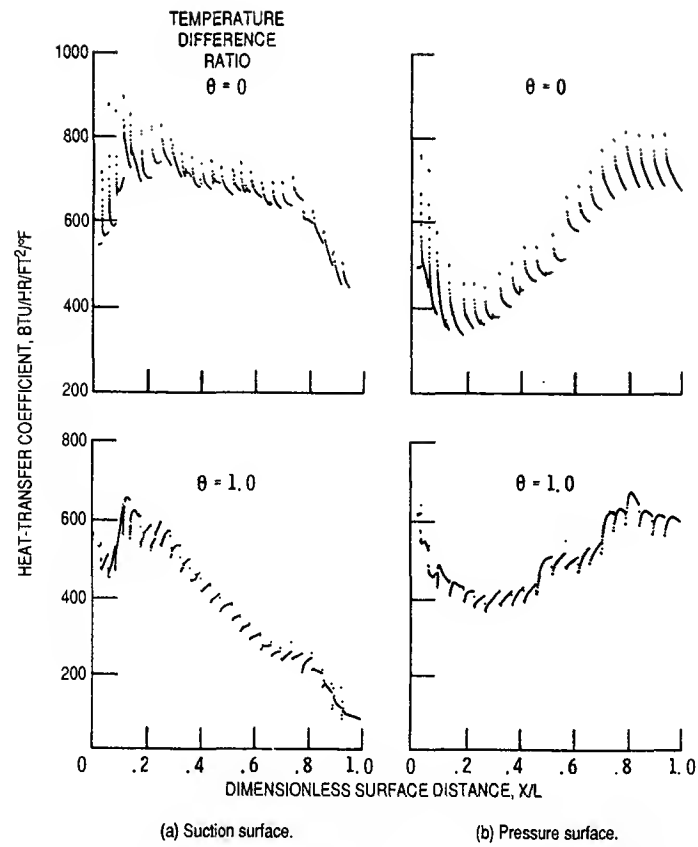 TEMPERATURE
DIFFERENCE
RATIO
θ = 0
θ = 0
1000
800
600
400
200
HEAT-TRANSFER COEFFICIENT, BTU/HR/FT²/°F
800
600
400
200
θ = 1.0
θ = 1.0
0 .2 .4 .6 .8 1.0
0 .2 .4 .6 .8 1.0
DIMENSIONLESS SURFACE DISTANCE, X/L
(a) Suction surface.
(b) Pressure surface.